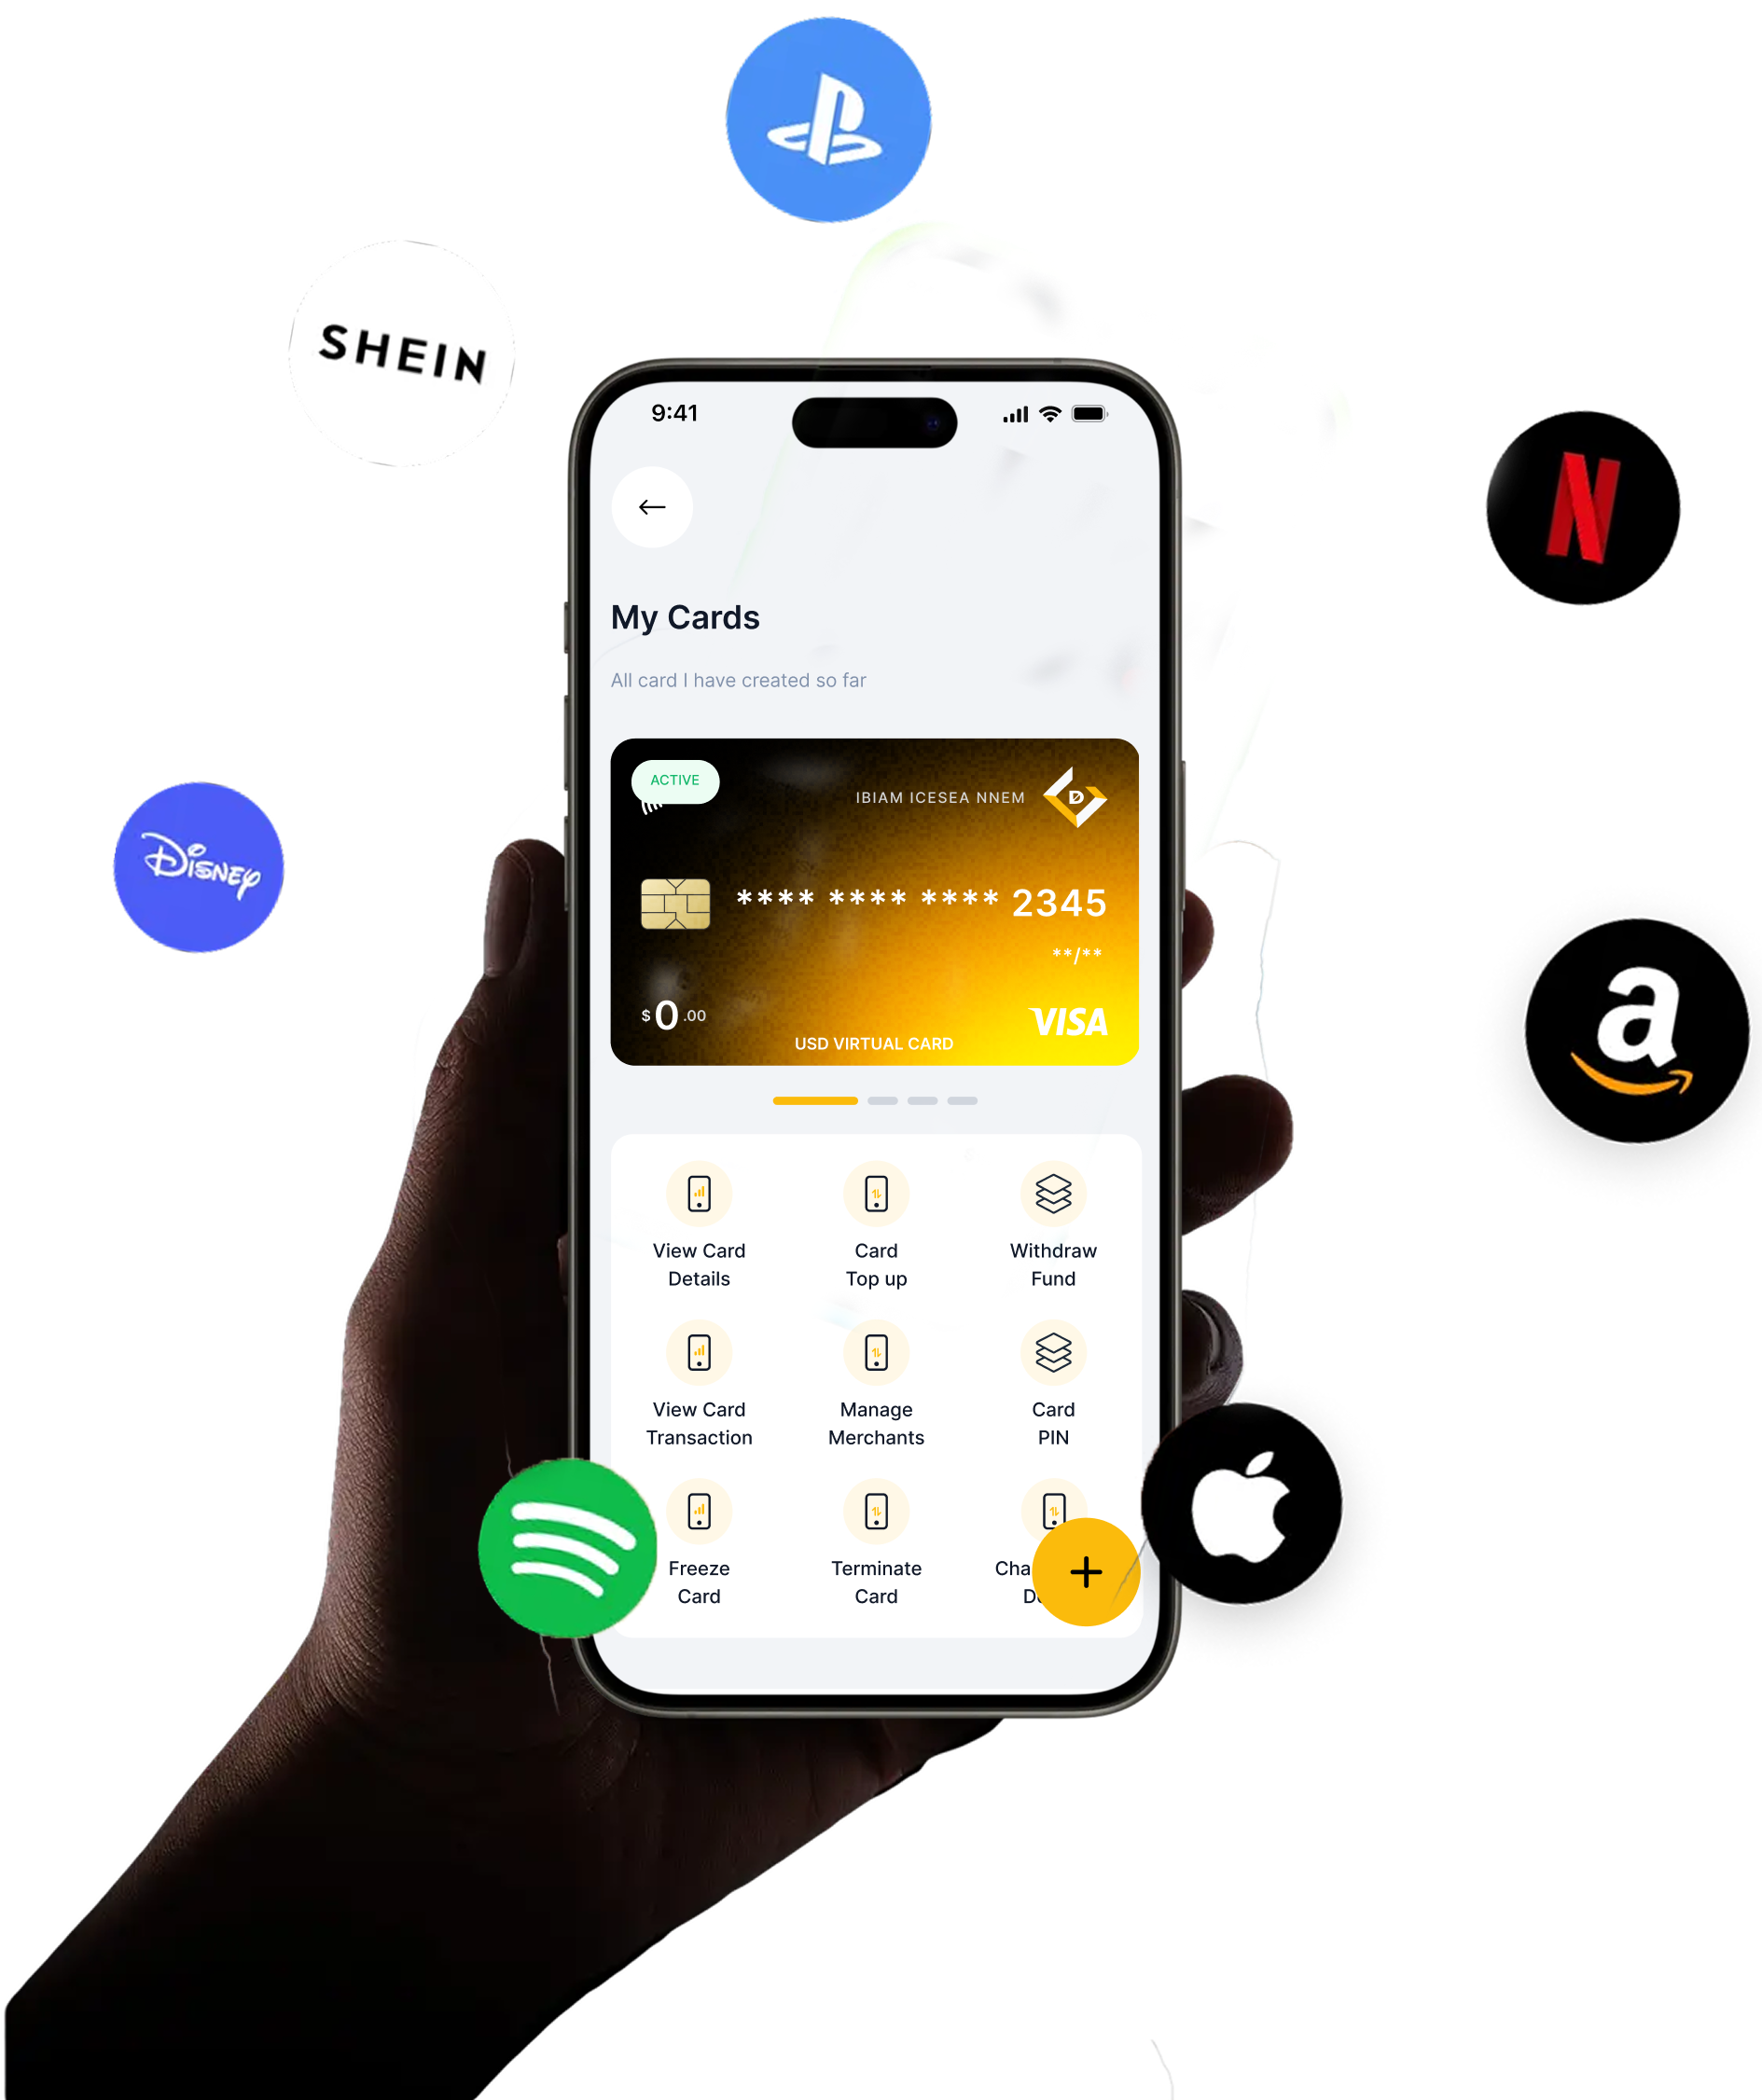 SHEIN
9:41
My Cards
All card I have created so far
ACTIVE
IBIAM ICESEA NNEM
D
DISNEY
**** **** **** 2345
**/**
a
$0.00
VISA
USD VIRTUAL CARD
View Card
Details
Card
Top up
Withdraw
Fund
View Card
Transaction
Manage
Merchants
Card
PIN
Freeze
Card
Terminate
Card